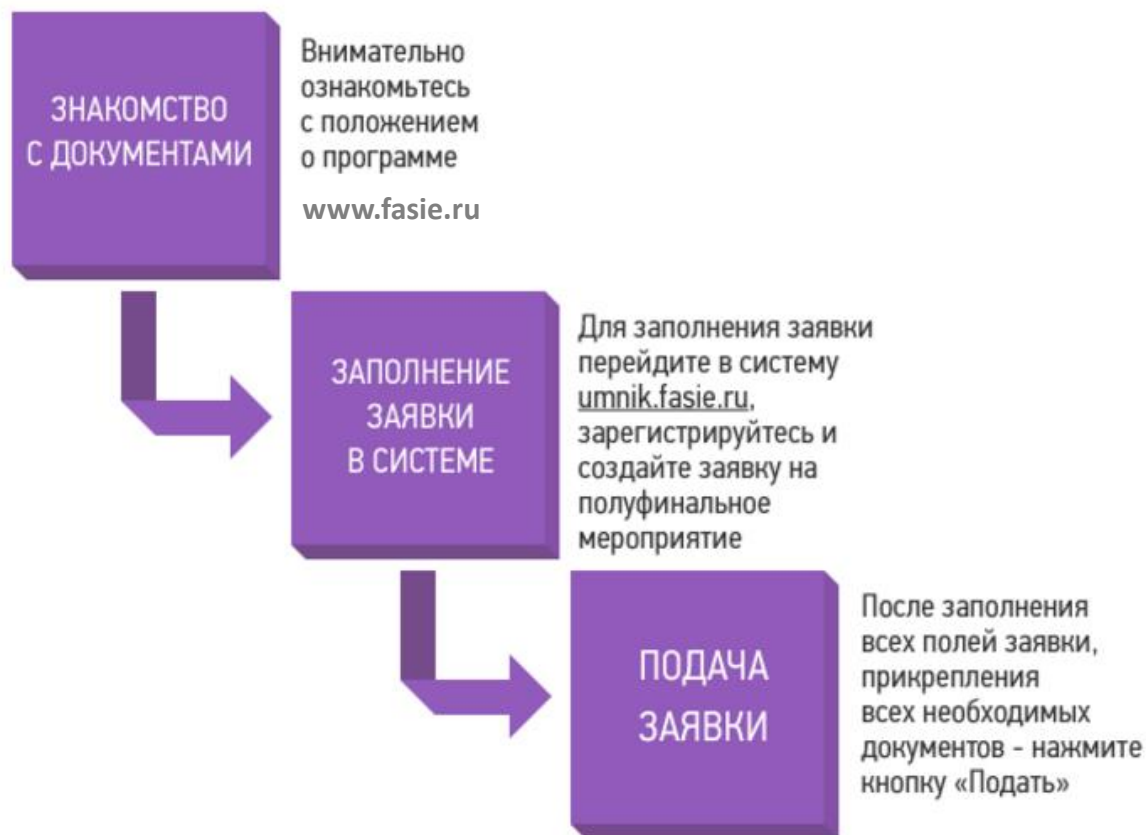 ЗНАКОМСТВО
С ДОКУМЕНТАМИ
Внимательно
ознакомьтесь
с положением
о программе
www.fasie.ru
ЗАПОЛНЕНИЕ
ЗАЯВКИ
В СИСТЕМЕ
Для заполнения заявки
перейдите в систему
umnik.fasie.ru,
зарегистрируйтесь и
создайте заявку на
полуфинальное
мероприятие
ПОДАЧА
ЗАЯВКИ
После заполнения
всех полей заявки,
прикрепления
всех необходимых
документов - нажмите
кнопку «Подать»